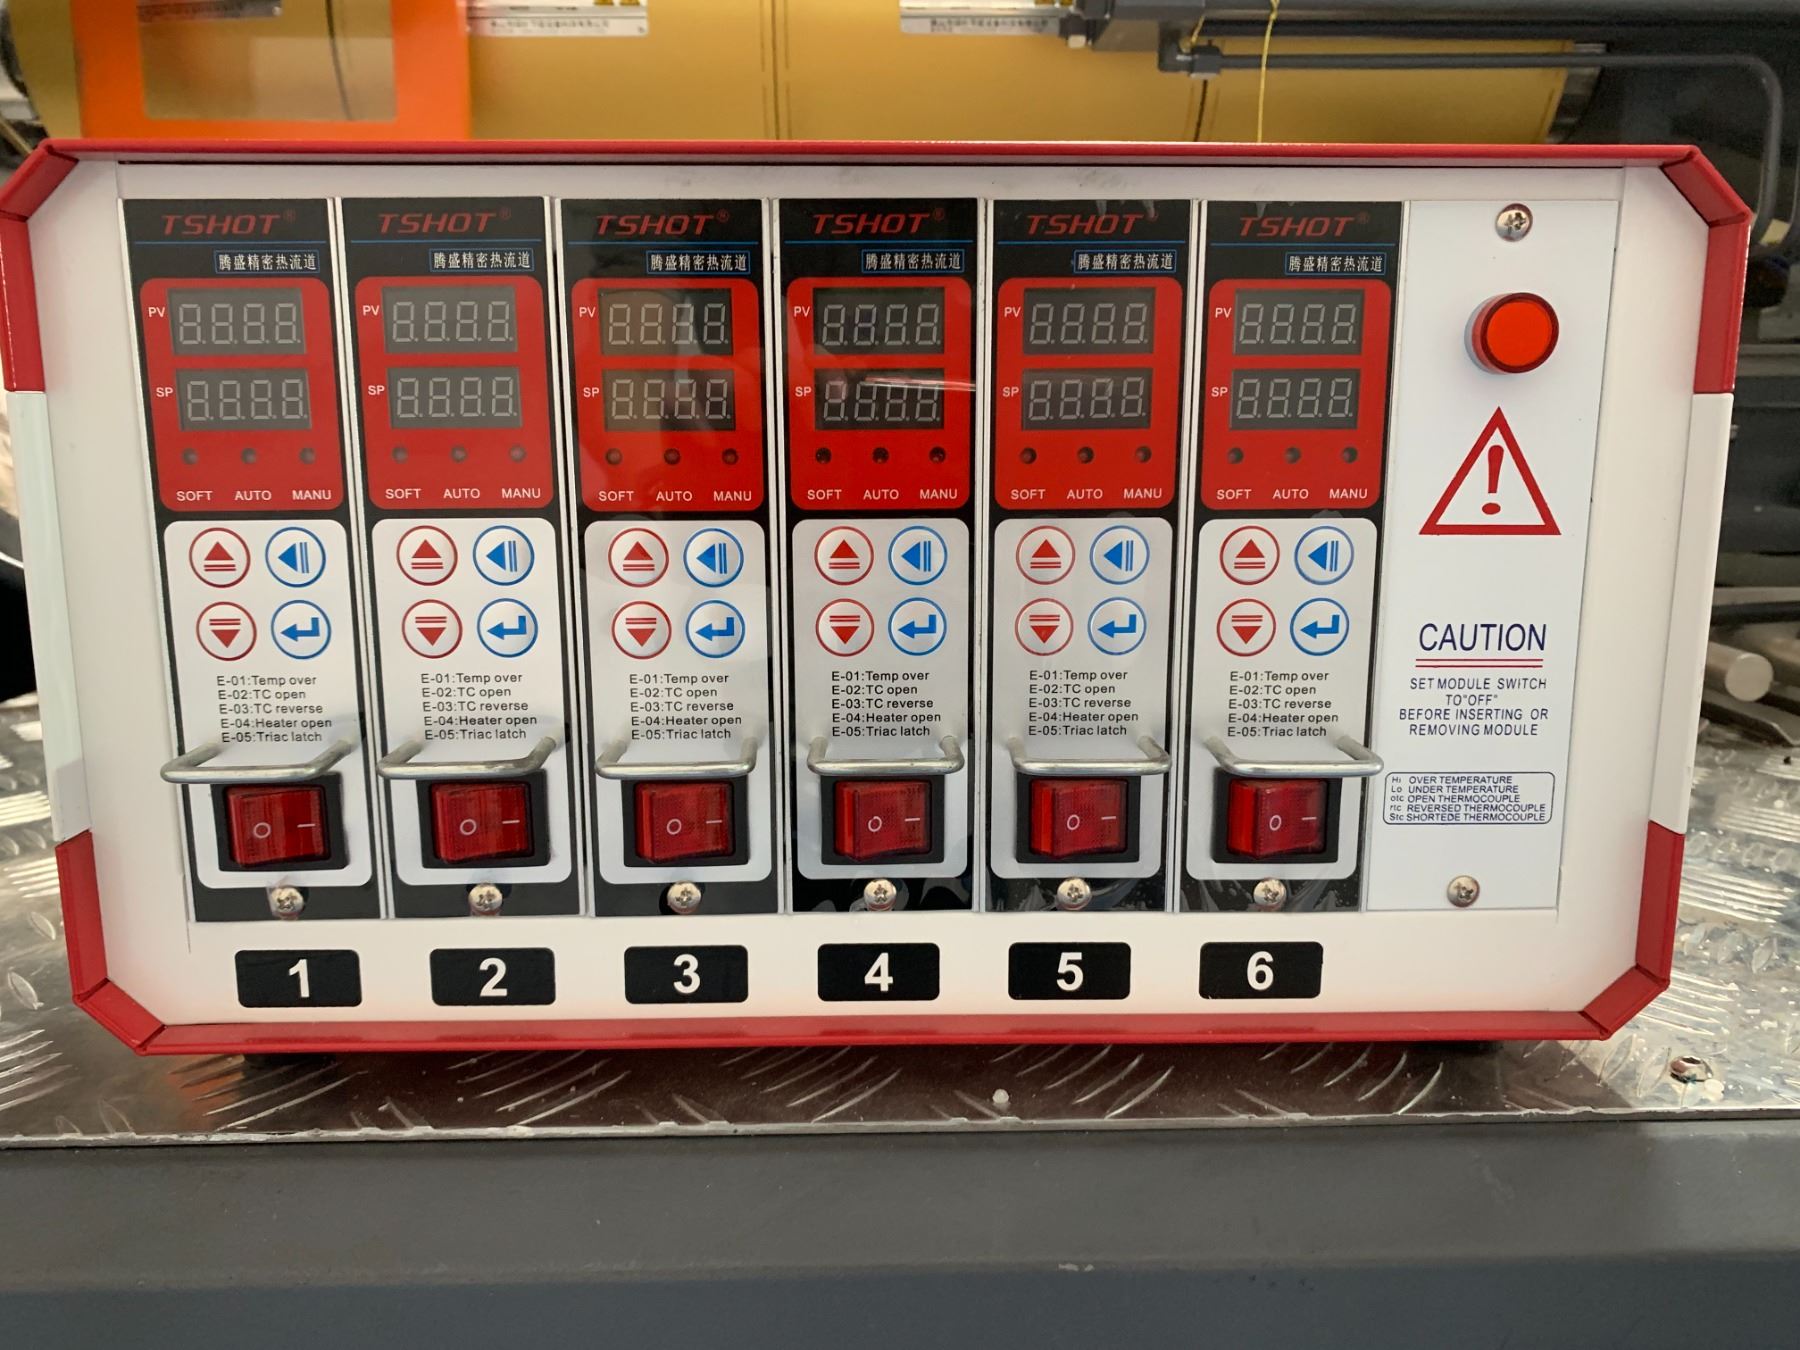 TSHOT®
腾盛精密热流道
PV
SP
SOFT AUTO MANU
E-01:Temp over
E-02:TC open
E-03:TC reverse
E-04:Heater open
E-05:Triac latch
1
TSHOT®
腾盛精密热流道
PV
SP
SOFT AUTO MANU
E-01:Temp over
E-02:TC open
E-03:TC reverse
E-04:Heater open
E-05:Triac latch
2
TSHOT®
腾盛精密热流道
PV
SP
SOFT AUTO MANU
E-01:Temp over
E-02:TC open
E-03:TC reverse
E-04:Heater open
E-05:Triac latch
3
TSHOT®
腾盛精密热流道
PV
SP
SOFT AUTO MANU
E-01:Temp over
E-02:TC open
E-03:TC reverse
E-04:Heater open
E-05:Triac latch
4
TSHOT®
腾盛精密热流道
PV
SP
SOFT AUTO MANU
E-01:Temp over
E-02:TC open
E-03:TC reverse
E-04:Heater open
E-05:Triac latch
5
TSHOT®
腾盛精密热流道
PV
SP
SOFT AUTO MANU
E-01:Temp over
E-02:TC open
E-03:TC reverse
E-04:Heater open
E-05:Triac latch
6
CAUTION
SET MODULE SWITCH
TO"OFF"
BEFORE INSERTING OR
REMOVING MODULE
Hi OVER TEMPERATURE
Lo UNDER TEMPERATURE
otc OPEN THERMOCOUPLE
rtc REVERSED THERMOCOUPLE
Stc SHORTEDE THERMOCOUPLE